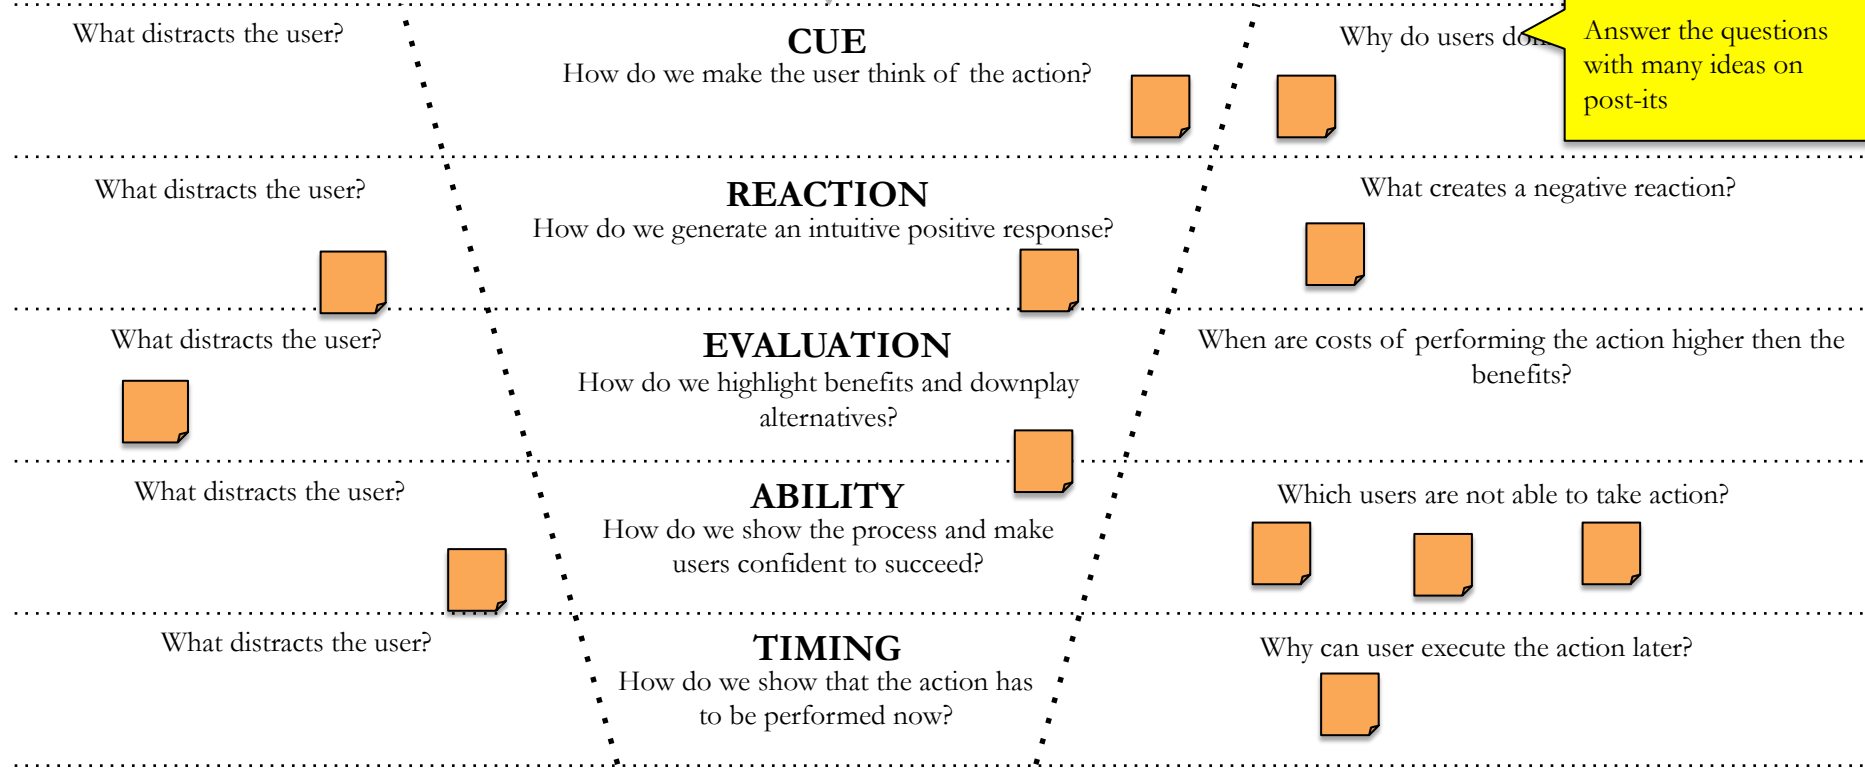 What distracts the user?
CUE
How do we make the user think of the action?
Why do users
Answer the questions
with many ideas on
post-its
What distracts the user?
REACTION
How do we generate an intuitive positive response?
What creates a negative reaction?
What distracts the user?
EVALUATION
How do we highlight benefits and downplay
alternatives?
When are costs of performing the action higher then the
benefits?
What distracts the user?
ABILITY
How do we show the process and make
users confident to succeed?
Which users are not able to take action?
What distracts the user?
TIMING
How do we show that the action has
to be performed now?
Why can user execute the action later?